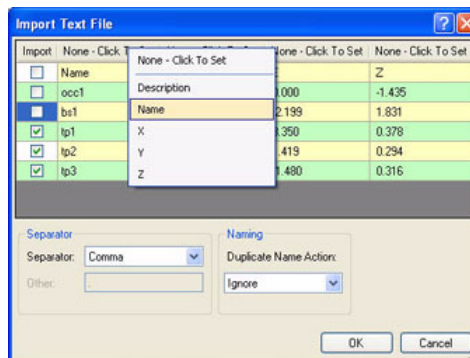 Import Text File
Import None - Click None - Click To Set None - Click To Set
None - Click To Set
Name Z
Description
occ1 0.000 -1.435
Name
bs1 2.199 1.831
X
tp1 .350 0.378
Y
tp2 .419 0.294
Z
tp3 .480 0.316
Separator Naming
Separator: Comma Duplicate Name Action:
Other: Ignore
OK Cancel